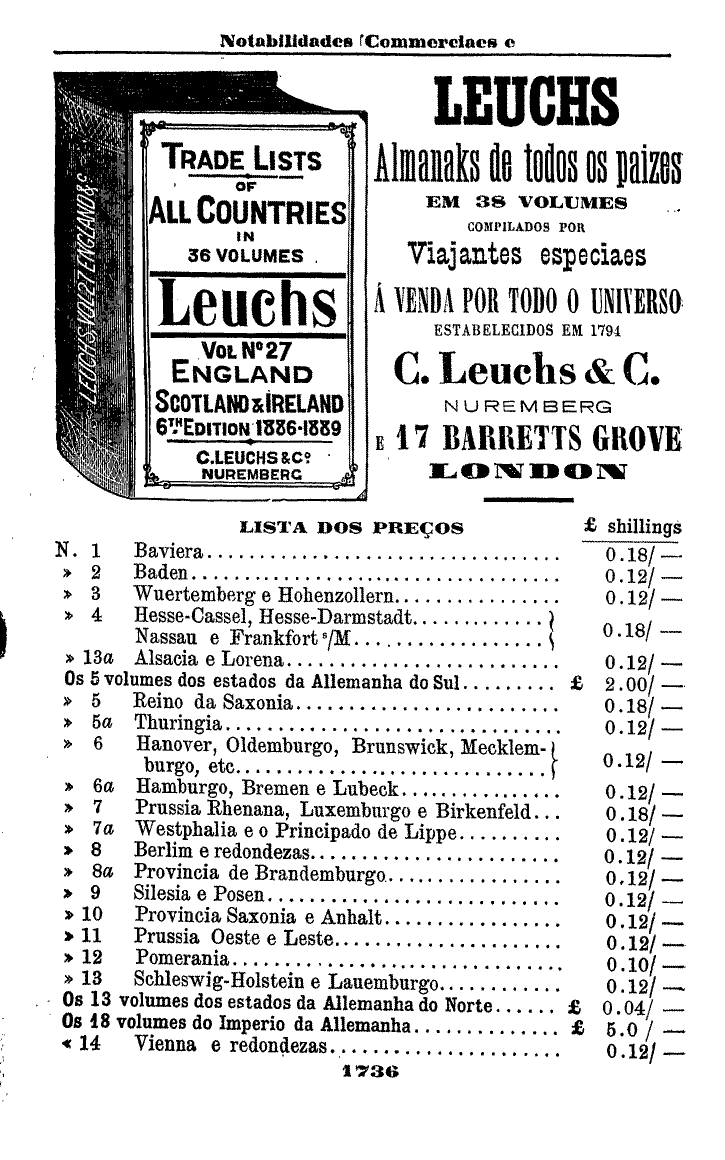 Notabilidades Commerciaes e
LEUCHS VOL 27 ENGLAND &c
TRADE LISTS
OF
ALL COUNTRIES
IN
36 VOLUMES
Leuchs
VOL Nº 27
ENGLAND
SCOTLAND & IRELAND
6TH EDITION 1886-1889
C. LEUCHS & Cº
NUREMBERG
LEUCHS
Almanaks de todos os paizes
EM 38 VOLUMES
COMPILADOS POR
Viajantes especiaes
Á VENDA POR TODO O UNIVERSO
ESTABELECIDOS EM 1794
C. Leuchs & C.
NUREMBERG
E 17 BARRETTS GROVE
LONDON
LISTA DOS PREÇOS £ shillings
N. 1 Baviera.................................. 0.18/—
» 2 Baden.................................. 0.12/—
» 3 Wuertemberg e Hohenzollern................ 0.12/—
» 4 Hesse-Cassel, Hesse-Darmstadt............. }
Nassau e Frankfort s/M................... } 0.18/—
» 13a Alsacia e Lorena.......................... 0.12/—
Os 5 volumes dos estados da Allemanha do Sul......... £ 2.00/—
» 5 Reino da Saxonia......................... 0.18/—
» 5a Thuringia................................ 0.12/—
» 6 Hanover, Oldemburgo, Brunswick, Mecklem- }
burgo, etc.............................. } 0.12/—
» 6a Hamburgo, Bremen e Lubeck............... 0.12/—
» 7 Prussia Rhenana, Luxemburgo e Birkenfeld... 0.18/—
» 7a Westphalia e o Principado de Lippe.......... 0.12/—
» 8 Berlim e redondezas........................ 0.12/—
» 8a Provincia de Brandemburgo................. 0.12/—
» 9 Silesia e Posen............................ 0.12/—
» 10 Provincia Saxonia e Anhalt................. 0.12/—
» 11 Prussia Oeste e Leste...................... 0.12/—
» 12 Pomerania................................ 0.10/—
» 13 Schleswig-Holstein e Lauemburgo............ 0.12/—
Os 13 volumes dos estados da Allemanha do Norte...... £ 0.04/—
Os 18 volumes do Imperio da Allemanha.............. £ 5.0 /—
« 14 Vienna e redondezas...................... 0.12/—
1736